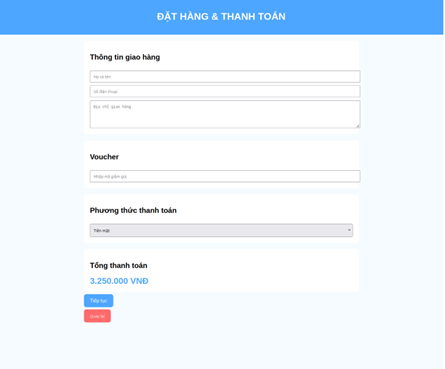 ĐẶT HÀNG & THANH TOÁN
Thông tin giao hàng
Họ và tên
Số điện thoại
Địa chỉ giao hàng
Voucher
Nhập mã giảm giá
Phương thức thanh toán
Tiền mặt
Tổng thanh toán
3.250.000 VNĐ
Tiếp tục
Quay lại